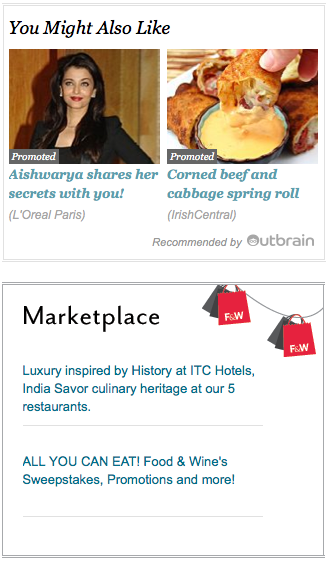 You Might Also Like
Promoted
Aishwarya shares her
secrets with you!
(L'Oreal Paris)
Promoted
Corned beef and
cabbage spring roll
(IrishCentral)
Recommended by Outbrain
Marketplace
F&W
F&W
Luxury inspired by History at ITC Hotels,
India Savor culinary heritage at our 5
restaurants.
ALL YOU CAN EAT! Food & Wine's
Sweepstakes, Promotions and more!